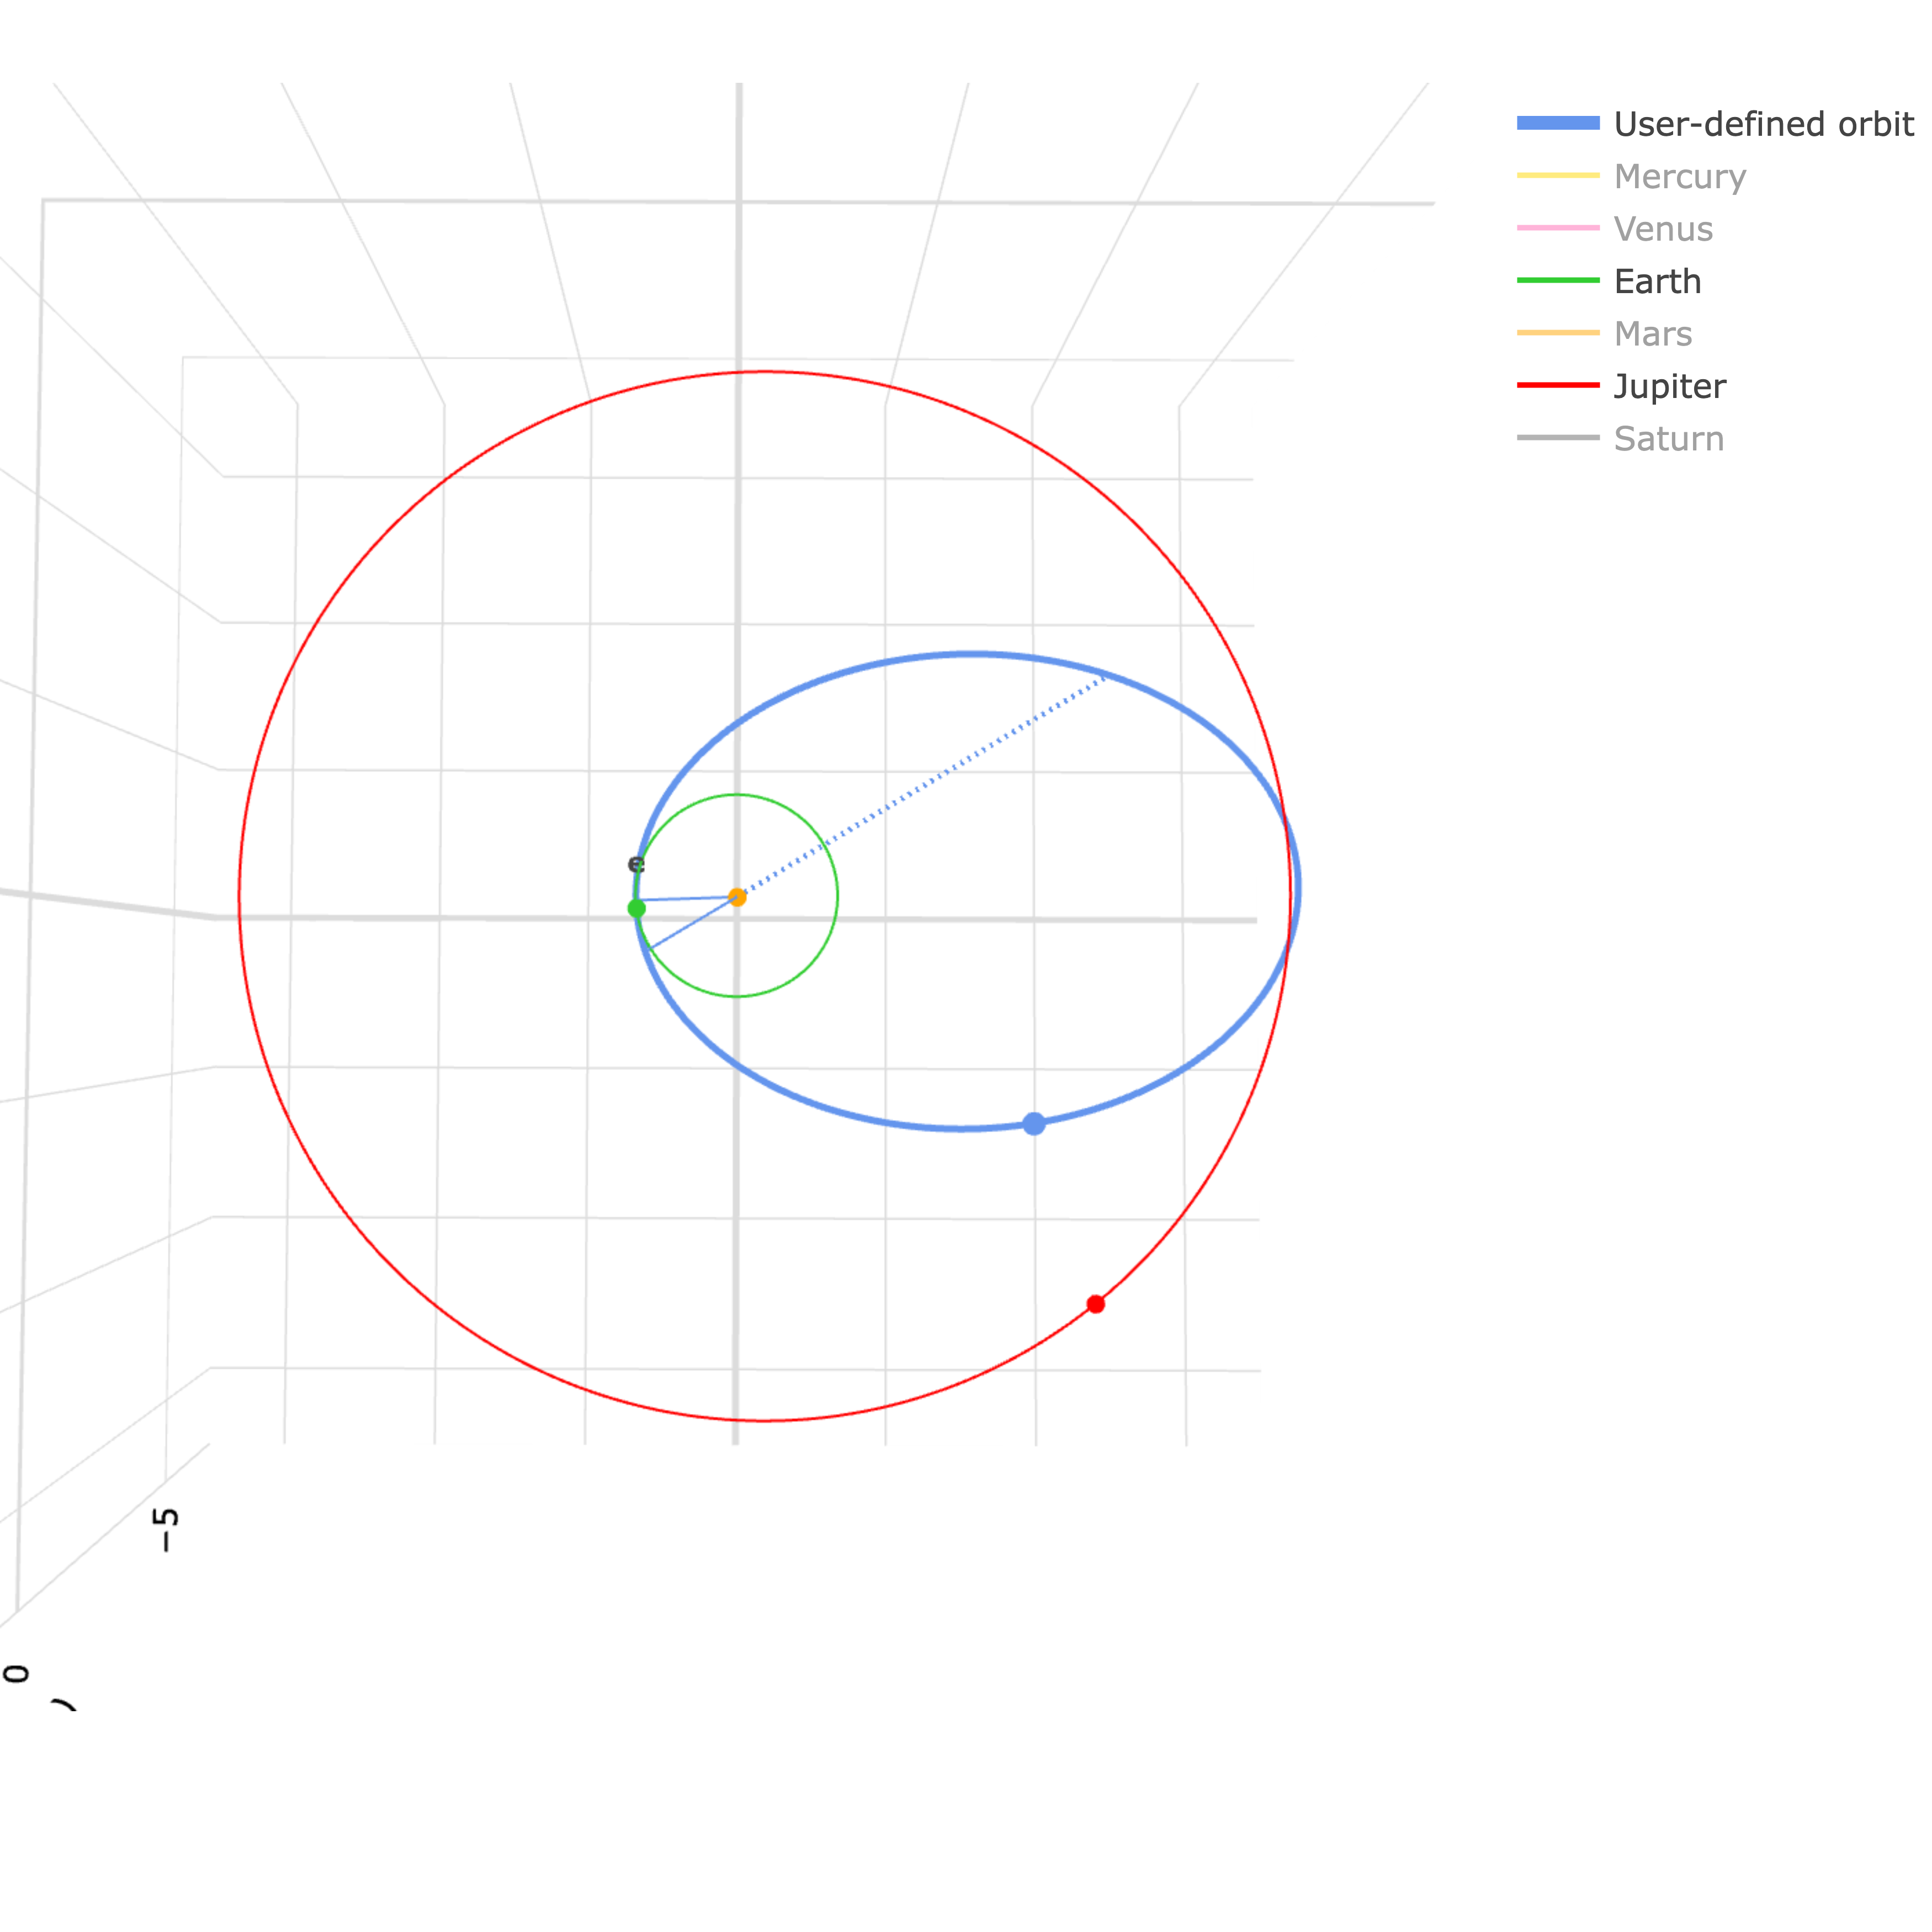 User-defined orbit
Mercury
Venus
Earth
Mars
Jupiter
Saturn
e
−5
0
)